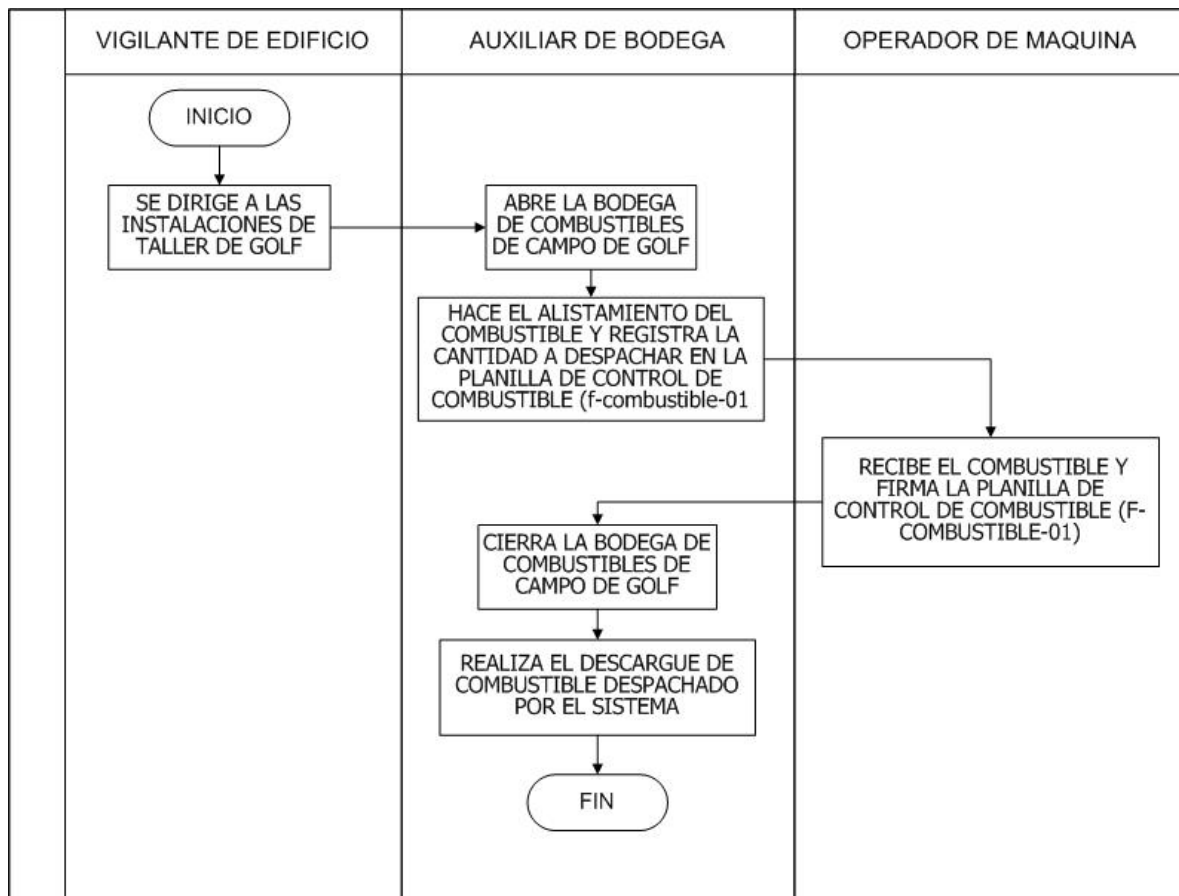 VIGILANTE DE EDIFICIO
AUXILIAR DE BODEGA
OPERADOR DE MAQUINA
INICIO
SE DIRIGE A LAS
INSTALACIONES DE
TALLER DE GOLF
ABRE LA BODEGA
DE COMBUSTIBLES
DE CAMPO DE GOLF
HACE EL ALISTAMIENTO DEL
COMBUSTIBLE Y REGISTRA LA
CANTIDAD A DESPACHAR EN LA
PLANILLA DE CONTROL DE
COMBUSTIBLE (f-combustible-01
RECIBE EL COMBUSTIBLE Y
FIRMA LA PLANILLA DE
CONTROL DE COMBUSTIBLE (F-
COMBUSTIBLE-01)
CIERRA LA BODEGA DE
COMBUSTIBLES DE
CAMPO DE GOLF
REALIZA EL DESCARGUE DE
COMBUSTIBLE DESPACHADO
POR EL SISTEMA
FIN